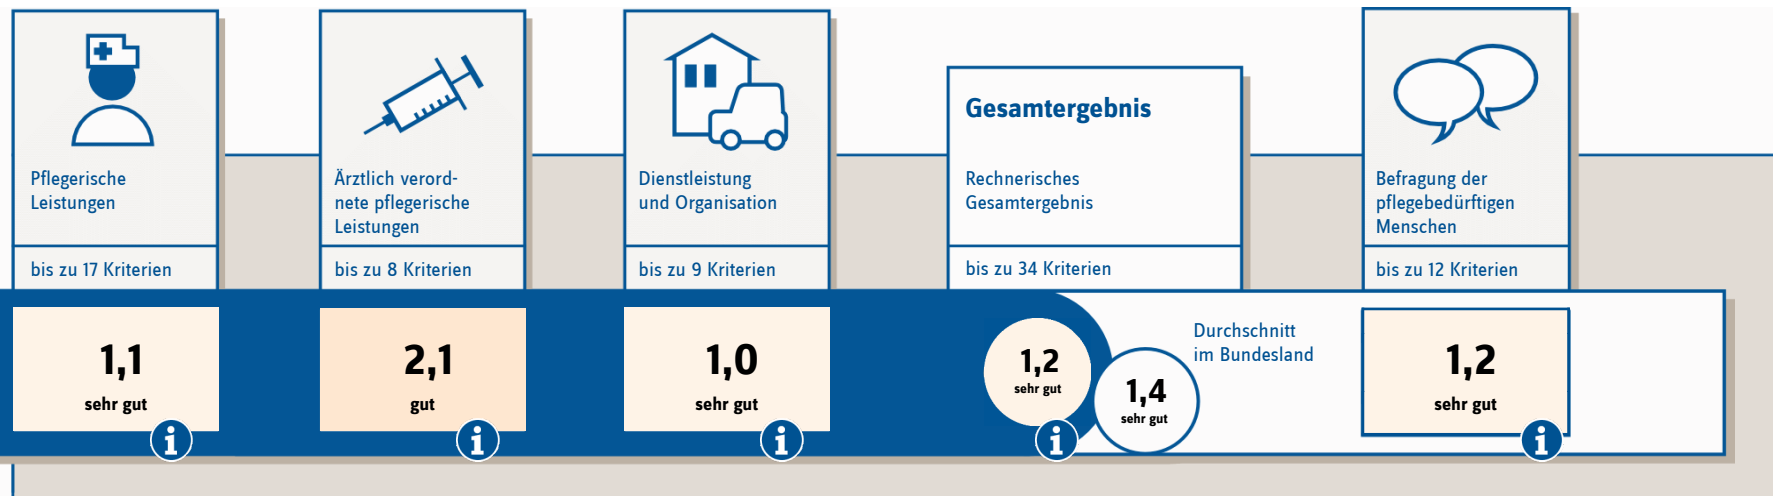 Pflegerische
Leistungen
bis zu 17 Kriterien
1,1
sehr gut
i
Ärztlich verord-
nete pflegerische
Leistungen
bis zu 8 Kriterien
2,1
gut
i
Dienstleistung
und Organisation
bis zu 9 Kriterien
1,0
sehr gut
i
Gesamtergebnis
Rechnerisches
Gesamtergebnis
bis zu 34 Kriterien
1,2
sehr gut
i
1,4
sehr gut
Durchschnitt
im Bundesland
Befragung der
pflegebedürftigen
Menschen
bis zu 12 Kriterien
1,2
sehr gut
i